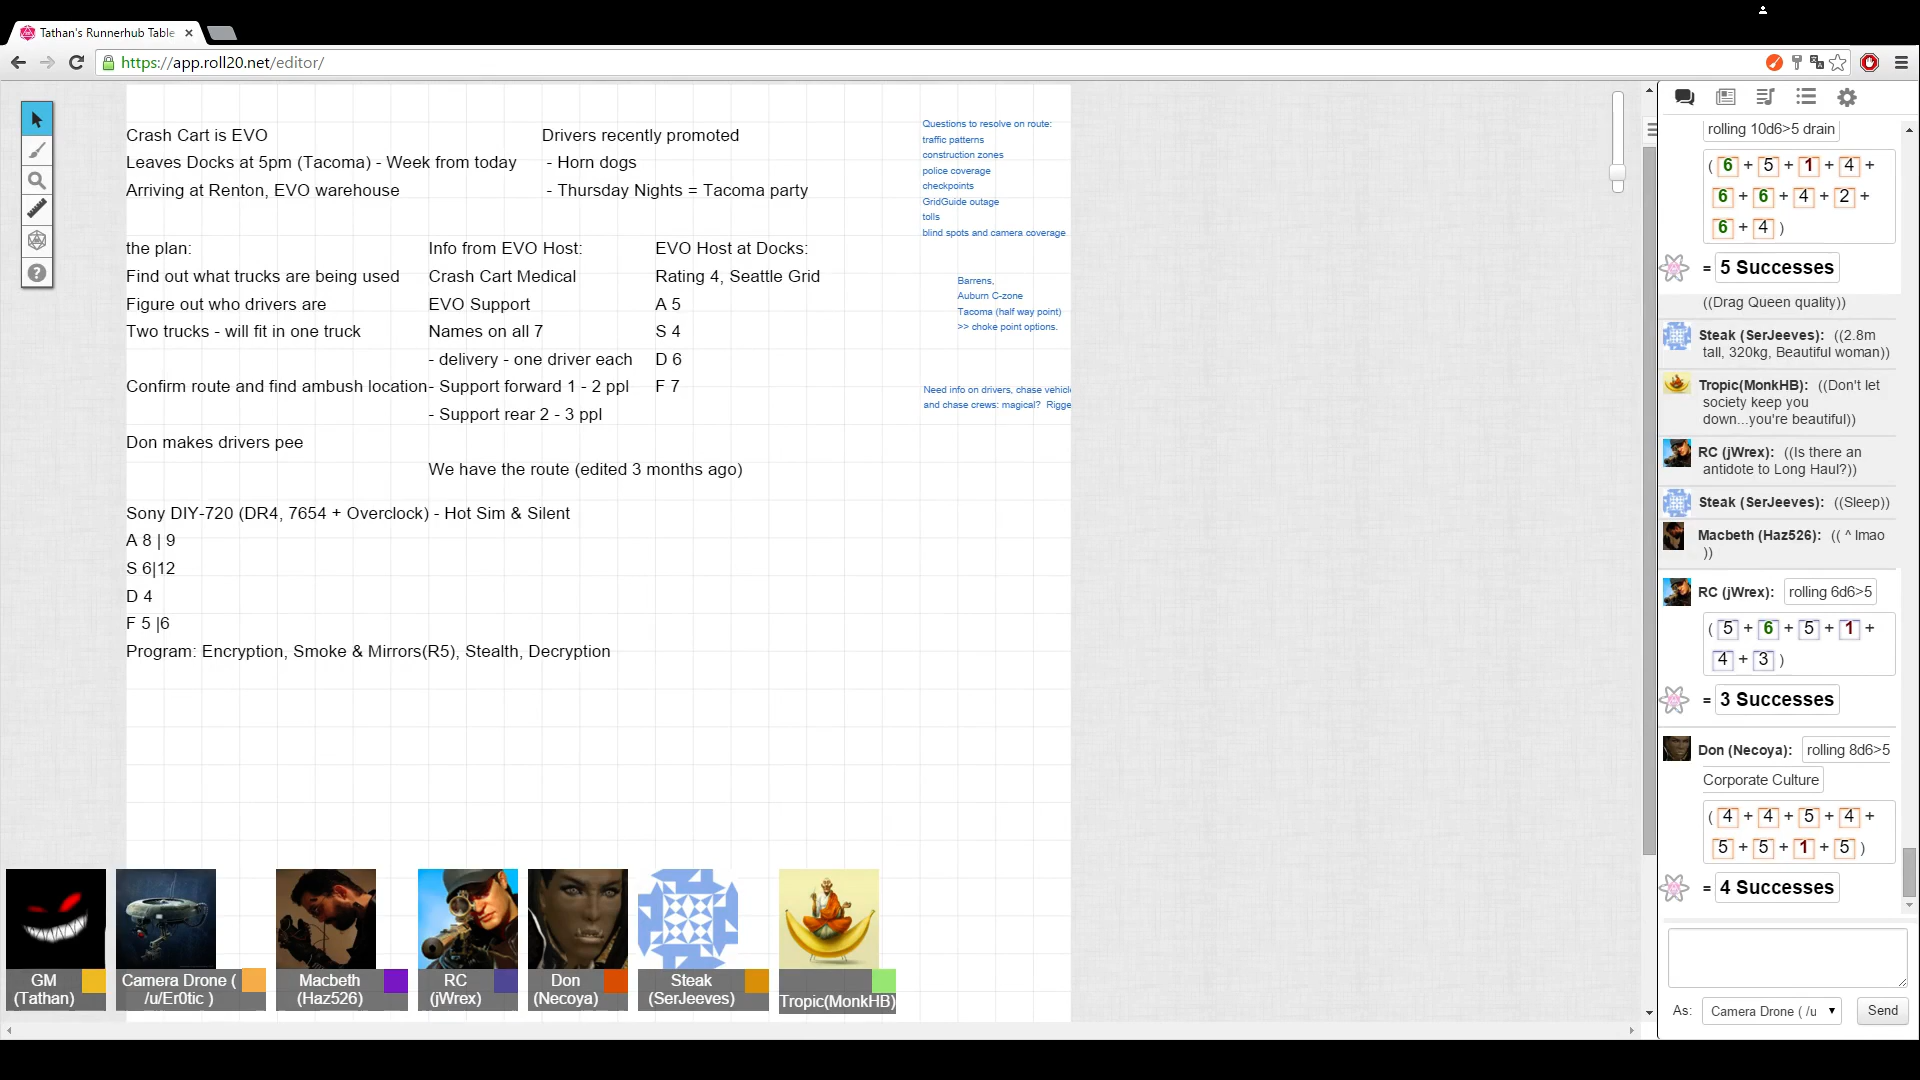 Tathan's Runnerhub Table
https://app.roll20.net/editor/
Crash Cart is EVO
Leaves Docks at 5pm (Tacoma) - Week from today
Arriving at Renton, EVO warehouse
Drivers recently promoted
- Horn dogs
- Thursday Nights = Tacoma party
Questions to resolve on route:
traffic patterns
construction zones
police coverage
checkpoints
GridGuide outage
tolls
blind spots and camera coverage
the plan:
Find out what trucks are being used
Figure out who drivers are
Two trucks - will fit in one truck
Confirm route and find ambush location
Don makes drivers pee
Info from EVO Host:
Crash Cart Medical
EVO Support
Names on all 7
- delivery - one driver each
- Support forward 1 - 2 ppl
- Support rear 2 - 3 ppl
We have the route (edited 3 months ago)
EVO Host at Docks:
Rating 4, Seattle Grid
A 5
S 4
D 6
F 7
Barrens,
Auburn C-zone
Tacoma (half way point)
>> choke point options.
Need info on drivers, chase vehicle
and chase crews: magical? Rigge
Sony DIY-720 (DR4, 7654 + Overclock) - Hot Sim & Silent
A 8 | 9
S 6|12
D 4
F 5 |6
Program: Encryption, Smoke & Mirrors(R5), Stealth, Decryption
GM
(Tathan)
Camera Drone (
/u/Er0tic )
Macbeth
(Haz526)
RC
(jWrex)
Don
(Necoya)
Steak
(SerJeeves)
Tropic(MonkHB)
rolling 10d6>5 drain
( 6 + 5 + 1 + 4 +
6 + 6 + 4 + 2 +
6 + 4 )
= 5 Successes
((Drag Queen quality))
Steak (SerJeeves): ((2.8m
tall, 320kg, Beautiful woman))
Tropic(MonkHB): ((Don't let
society keep you
down...you're beautiful))
RC (jWrex): ((Is there an
antidote to Long Haul?))
Steak (SerJeeves): ((Sleep))
Macbeth (Haz526): (( ^ lmao
))
RC (jWrex): rolling 6d6>5
( 5 + 6 + 5 + 1 +
4 + 3 )
= 3 Successes
Don (Necoya): rolling 8d6>5
Corporate Culture
( 4 + 4 + 5 + 4 +
5 + 5 + 1 + 5 )
= 4 Successes
As: Camera Drone ( /u
Send